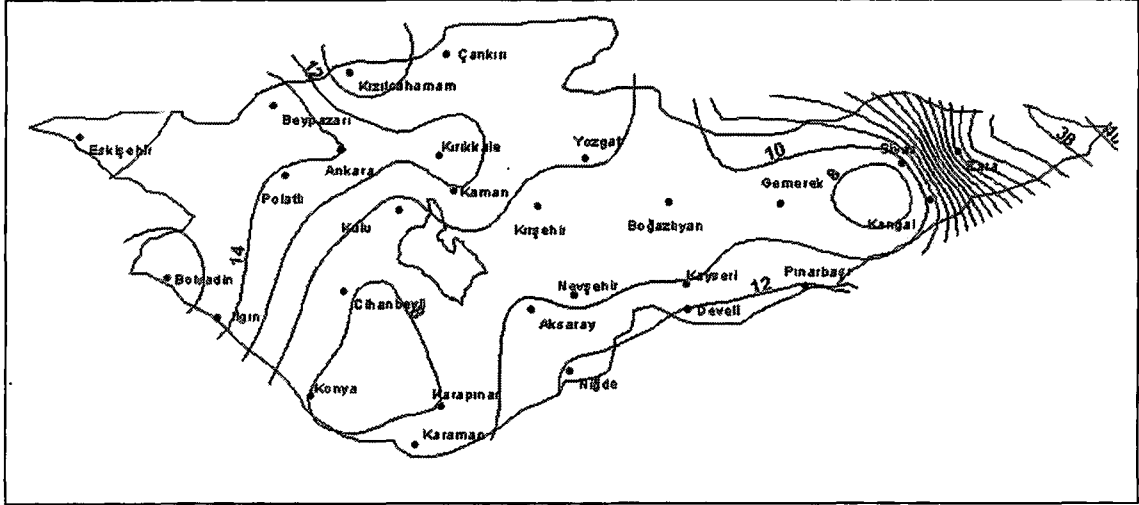 Çankırı
12
Kızılcahamam
Beypazarı
38
Eskişehir
Yozgat
Kırıkkale
10
Sivas
Zara
Ankara
Polatlı
8
Kaman
Gemerek
Kangal
Kulu
Kırşehir
Boğazlıyan
14
Bolvadin
Kayseri
Pınarbaşı
Nevşehir
12
Cihanbeyli
Ilgın
Aksaray
Develi
Niğde
Konya
Karapınar
Karaman